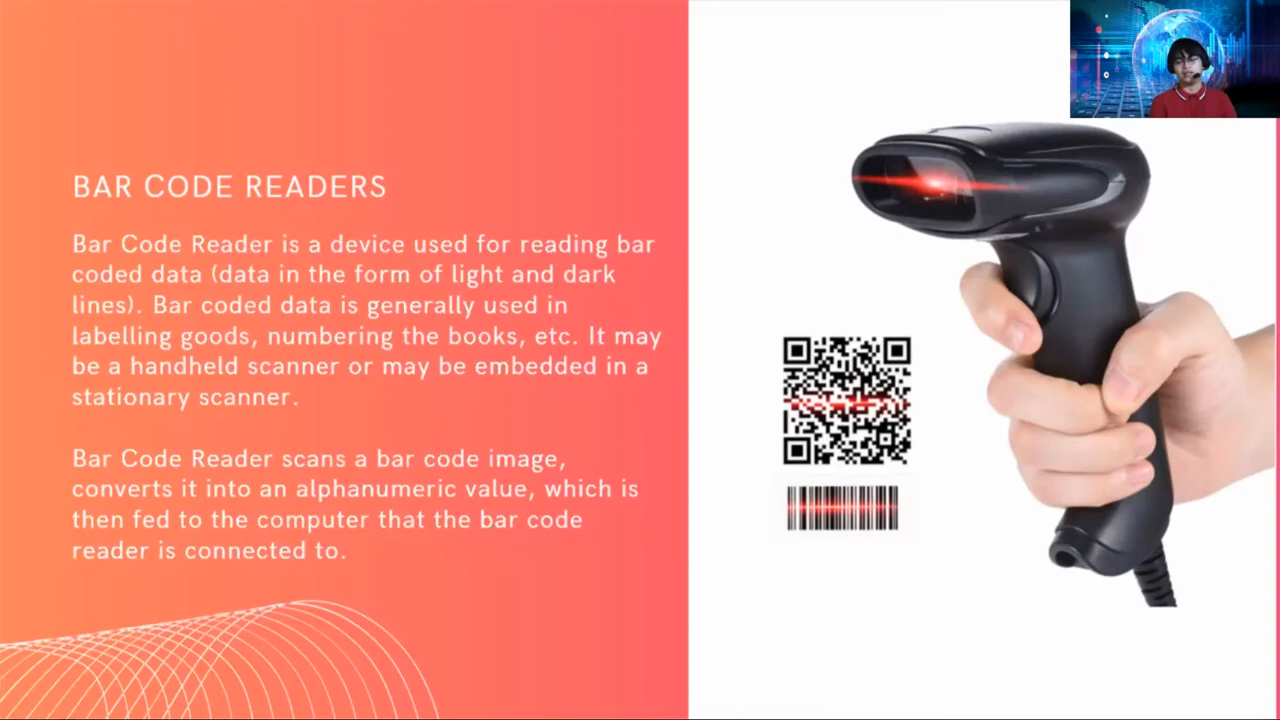 BAR CODE READERS
Bar Code Reader is a device used for reading bar
coded data (data in the form of light and dark
lines). Bar coded data is generally used in
labelling goods, numbering the books, etc. It may
be a handheld scanner or may be embedded in a
stationary scanner.
Bar Code Reader scans a bar code image,
converts it into an alphanumeric value, which is
then fed to the computer that the bar code
reader is connected to.